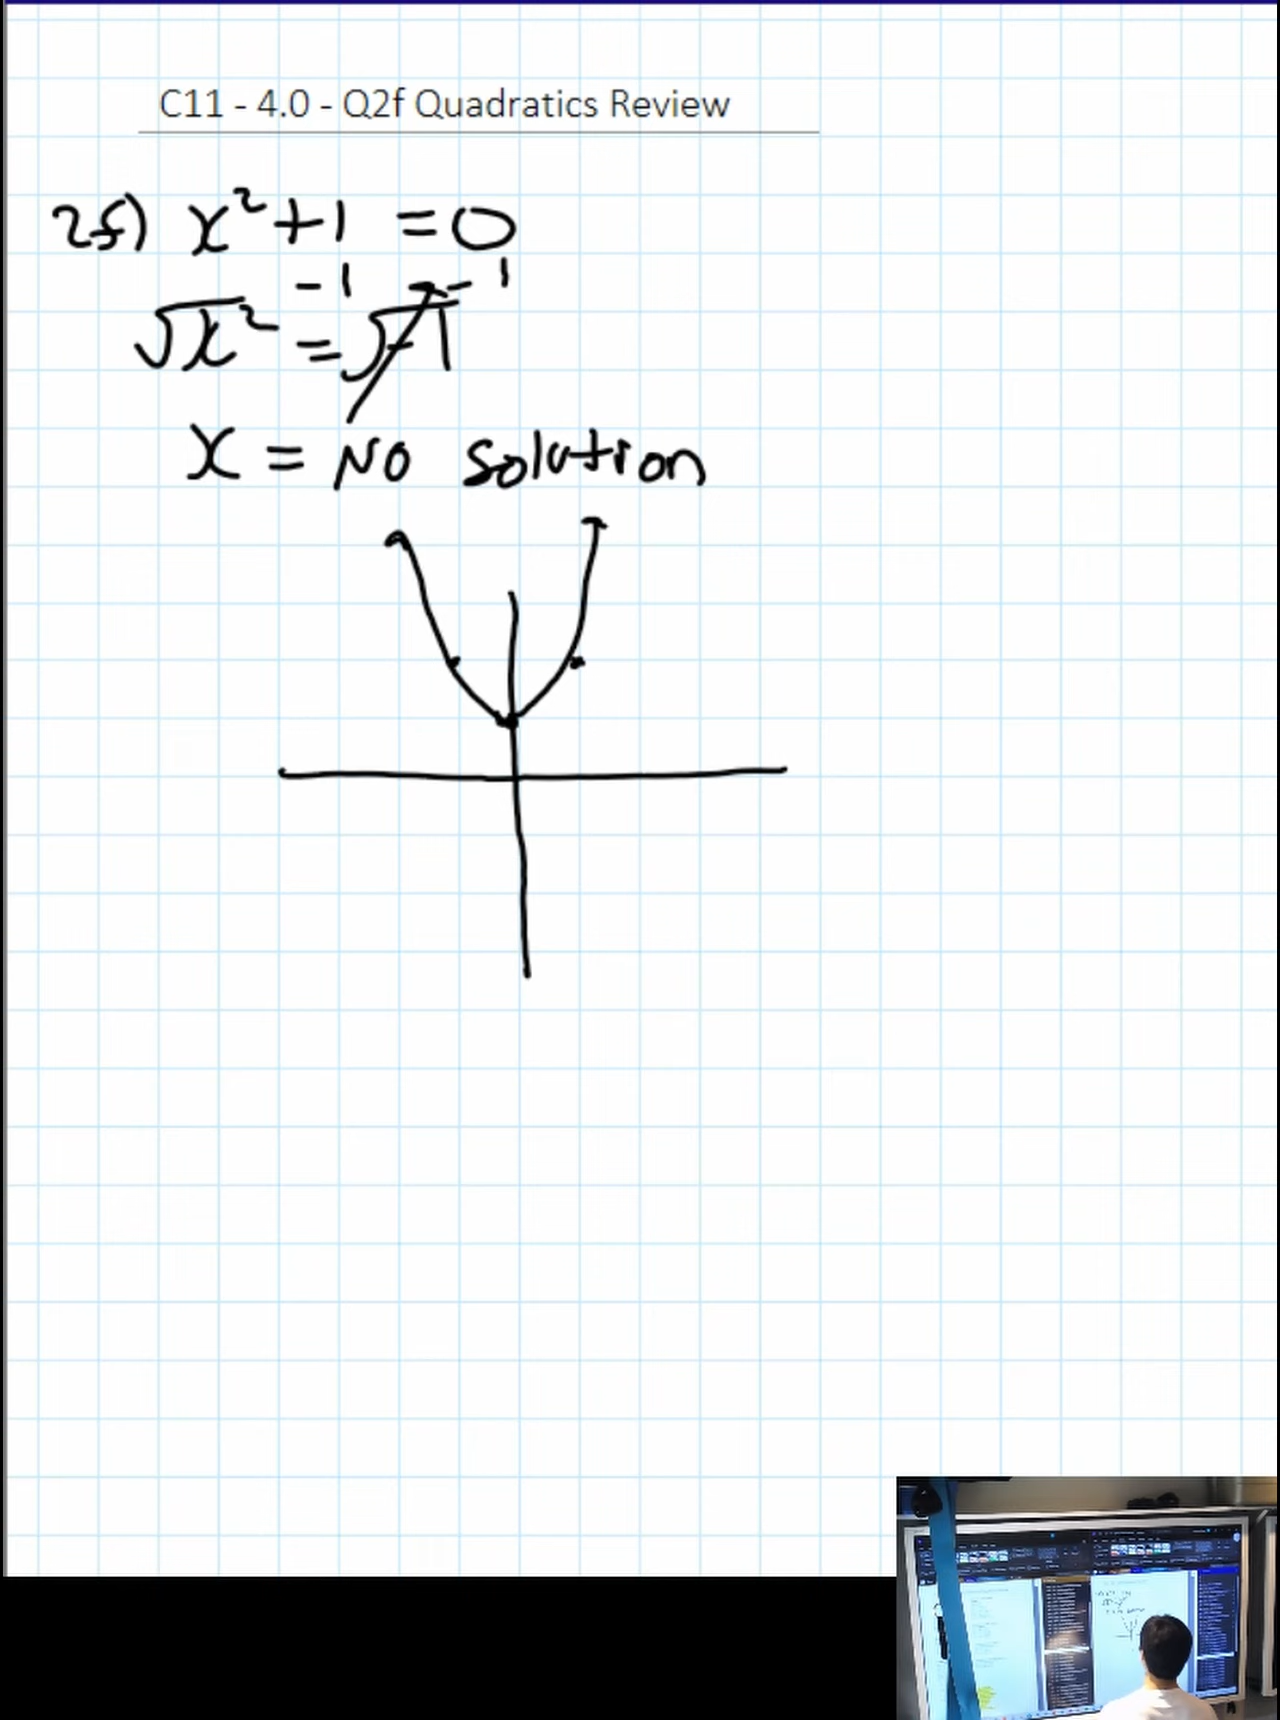 C11 - 4.0 - Q2f Quadratics Review
2f) x² + 1 = 0
- 1 - 1
√x² = √-1
x = No solution